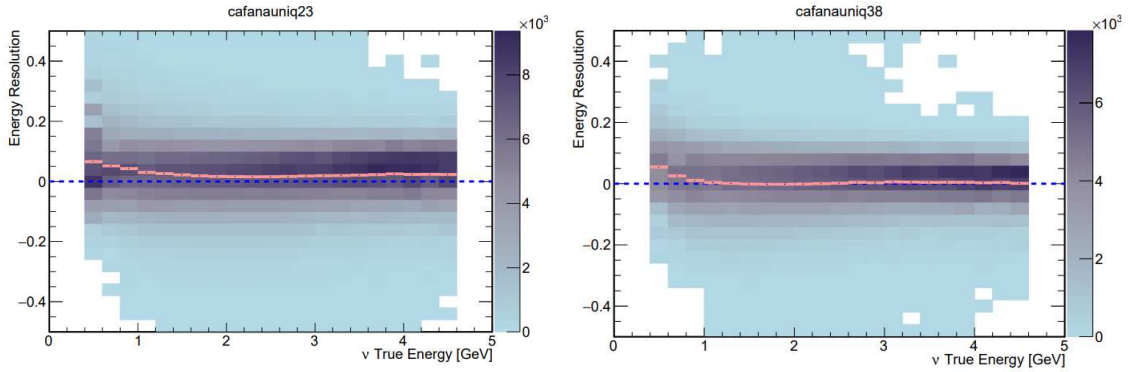 cafanauniq23
×10³
Energy Resolution
0.4
0.2
0
−0.2
−0.4
8
6
4
2
0
0 1 2 3 4 5
ν True Energy [GeV]
cafanauniq38
×10³
Energy Resolution
0.4
0.2
0
−0.2
−0.4
6
4
2
0
0 1 2 3 4 5
ν True Energy [GeV]